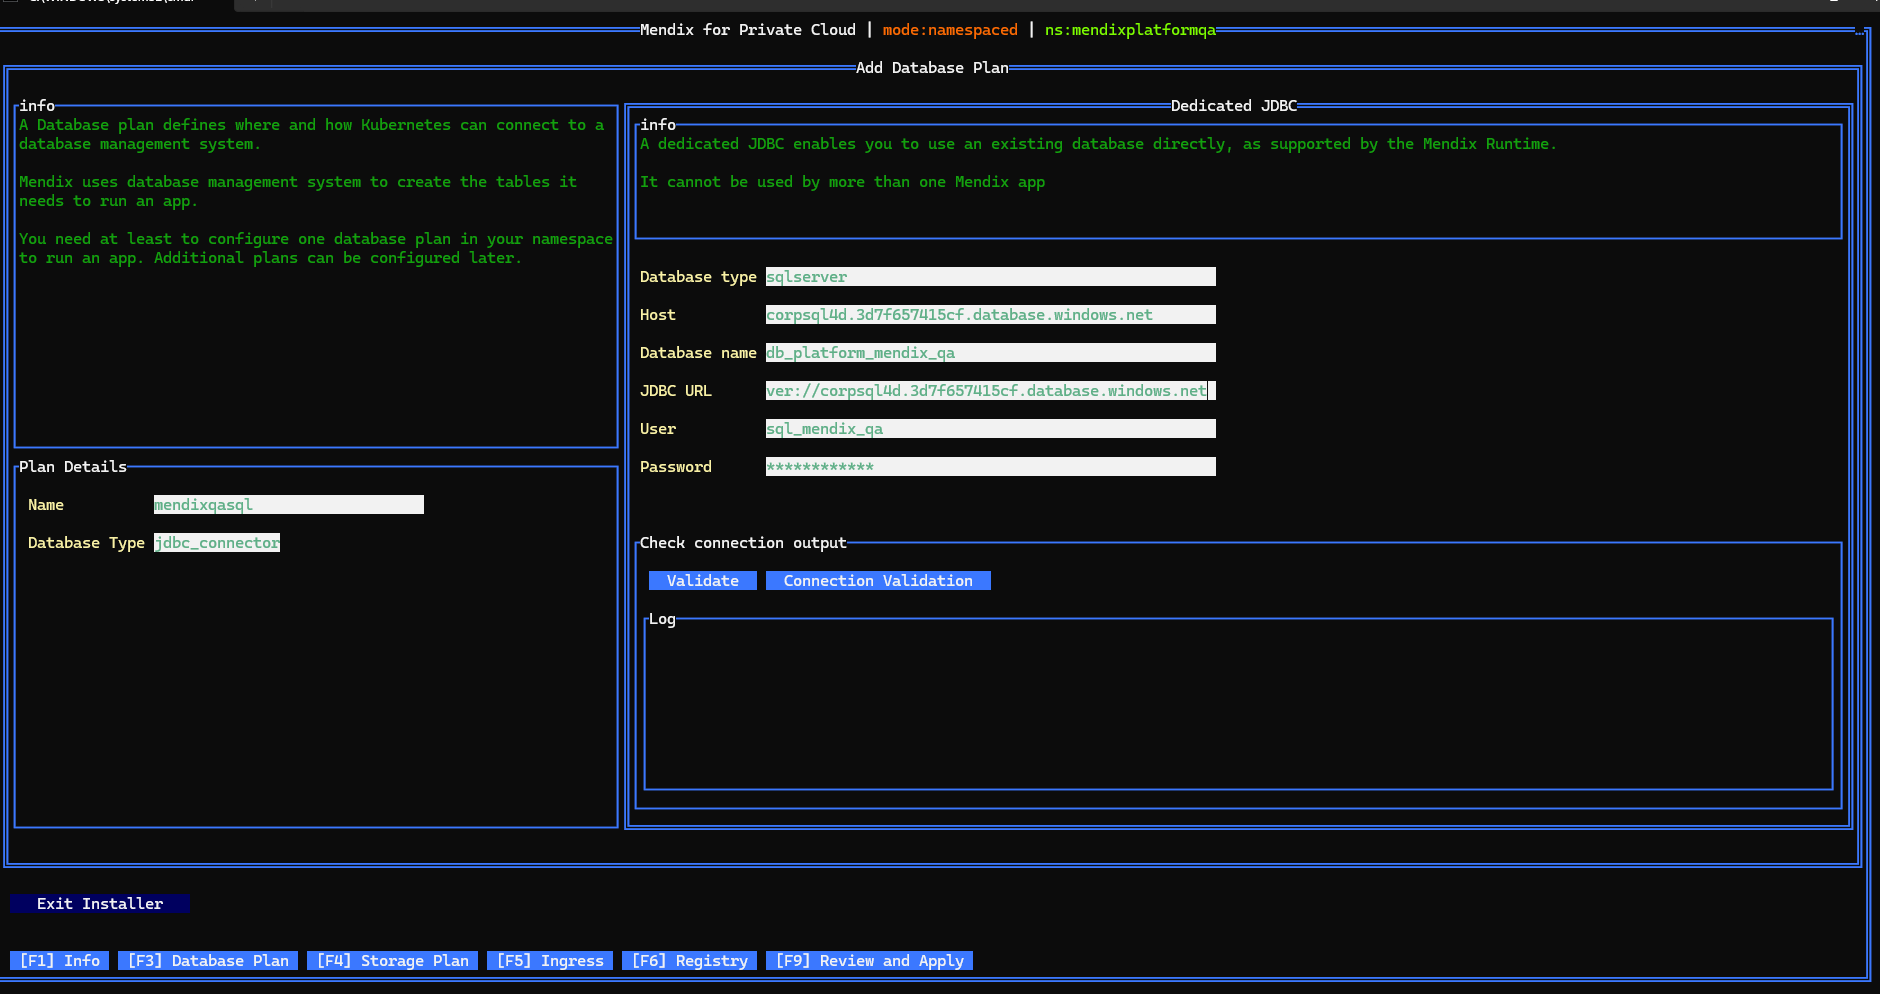 Mendix for Private Cloud | mode:namespaced | ns:mendixplatformqa
Add Database Plan
info
A Database plan defines where and how Kubernetes can connect to a
database management system.
Mendix uses database management system to create the tables it
needs to run an app.
You need at least to configure one database plan in your namespace
to run an app. Additional plans can be configured later.
Plan Details
Name mendixqasql
Database Type jdbc_connector
Dedicated JDBC
info
A dedicated JDBC enables you to use an existing database directly, as supported by the Mendix Runtime.
It cannot be used by more than one Mendix app
Database type sqlserver
Host corpsql4d.3d7f657415cf.database.windows.net
Database name db_platform_mendix_qa
JDBC URL ver://corpsql4d.3d7f657415cf.database.windows.net
User sql_mendix_qa
Password ************
Check connection output
Validate Connection Validation
Log
Exit Installer
[F1] Info [F3] Database Plan [F4] Storage Plan [F5] Ingress [F6] Registry [F9] Review and Apply